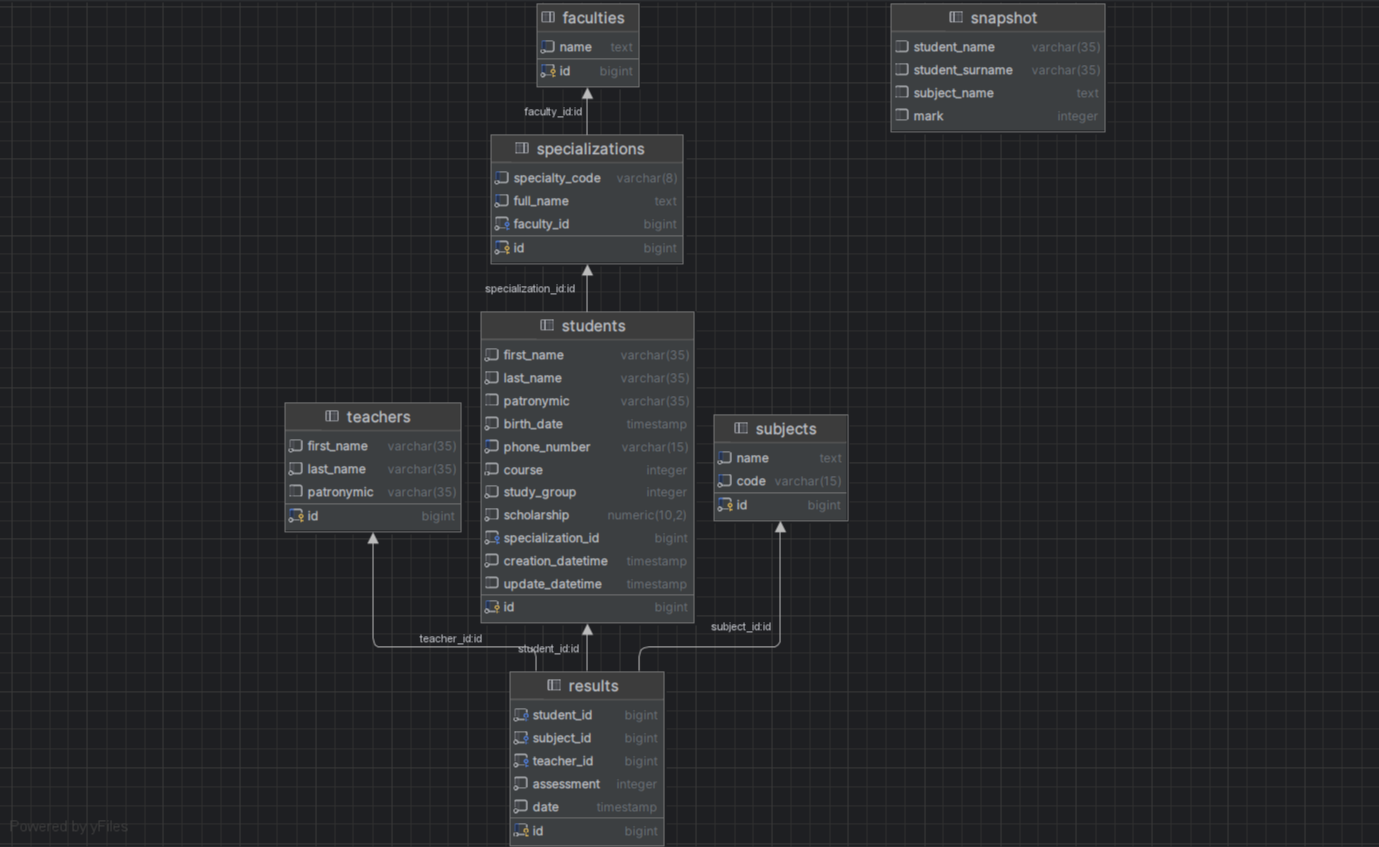 faculties
name text
id bigint
snapshot
student_name varchar(35)
student_surname varchar(35)
subject_name text
mark integer
faculty_id:id
specializations
specialty_code varchar(8)
full_name text
faculty_id bigint
id bigint
specialization_id:id
students
first_name varchar(35)
last_name varchar(35)
patronymic varchar(35)
birth_date timestamp
phone_number varchar(15)
course integer
study_group integer
scholarship numeric(10,2)
specialization_id bigint
creation_datetime timestamp
update_datetime timestamp
id bigint
teachers
first_name varchar(35)
last_name varchar(35)
patronymic varchar(35)
id bigint
subjects
name text
code varchar(15)
id bigint
teacher_id:id
student_id:id
subject_id:id
results
student_id bigint
subject_id bigint
teacher_id bigint
assessment integer
date timestamp
id bigint
Powered by yFiles